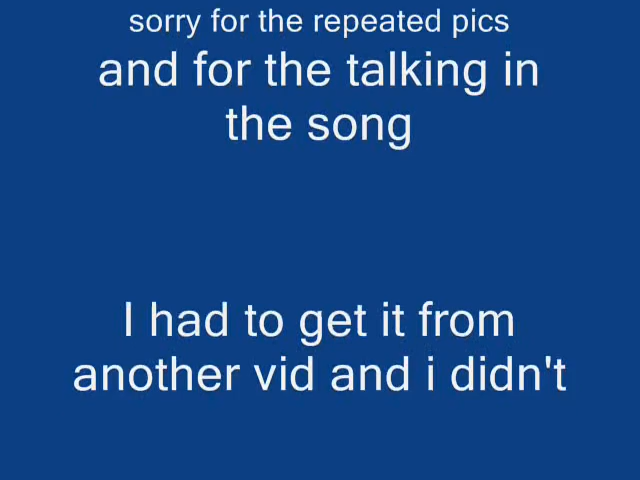 sorry for the repeated pics
and for the talking in
the song
I had to get it from
another vid and i didn't